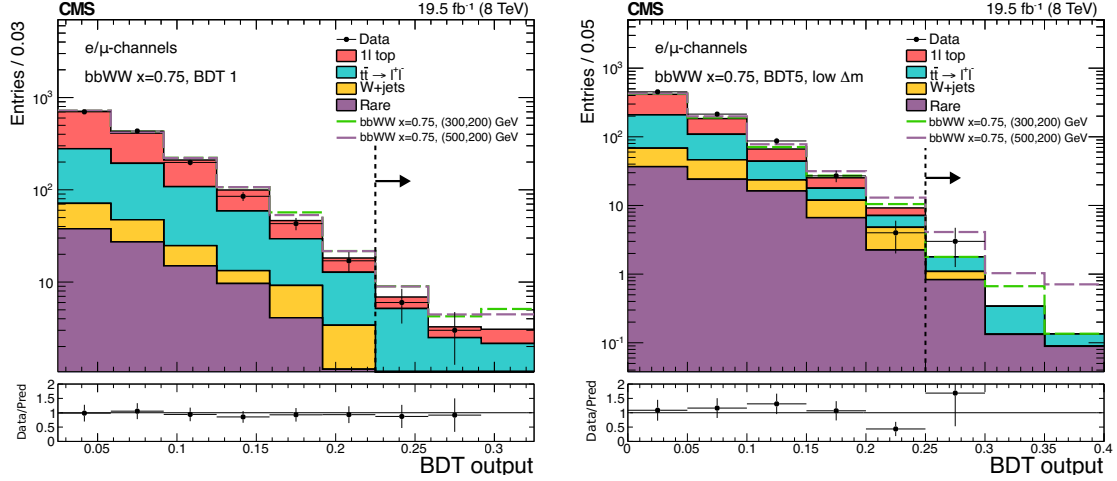 CMS 19.5 fb⁻¹ (8 TeV)
Entries / 0.03
e/μ-channels
bbWW x=0.75, BDT 1
Data
1l top
tt̄ → l⁺l⁻
W+jets
Rare
bbWW x=0.75, (300,200) GeV
bbWW x=0.75, (500,200) GeV
10³
10²
10
Data/Pred
2
1.5
1
0.5
0
0.05 0.1 0.15 0.2 0.25 0.3
BDT output
CMS 19.5 fb⁻¹ (8 TeV)
Entries / 0.05
e/μ-channels
bbWW x=0.75, BDT5, low Δm
Data
1l top
tt̄ → l⁺l⁻
W+jets
Rare
bbWW x=0.75, (300,200) GeV
bbWW x=0.75, (500,200) GeV
10³
10²
10
1
10⁻¹
Data/Pred
2
1.5
1
0.5
0
0 0.05 0.1 0.15 0.2 0.25 0.3 0.35 0.4
BDT output